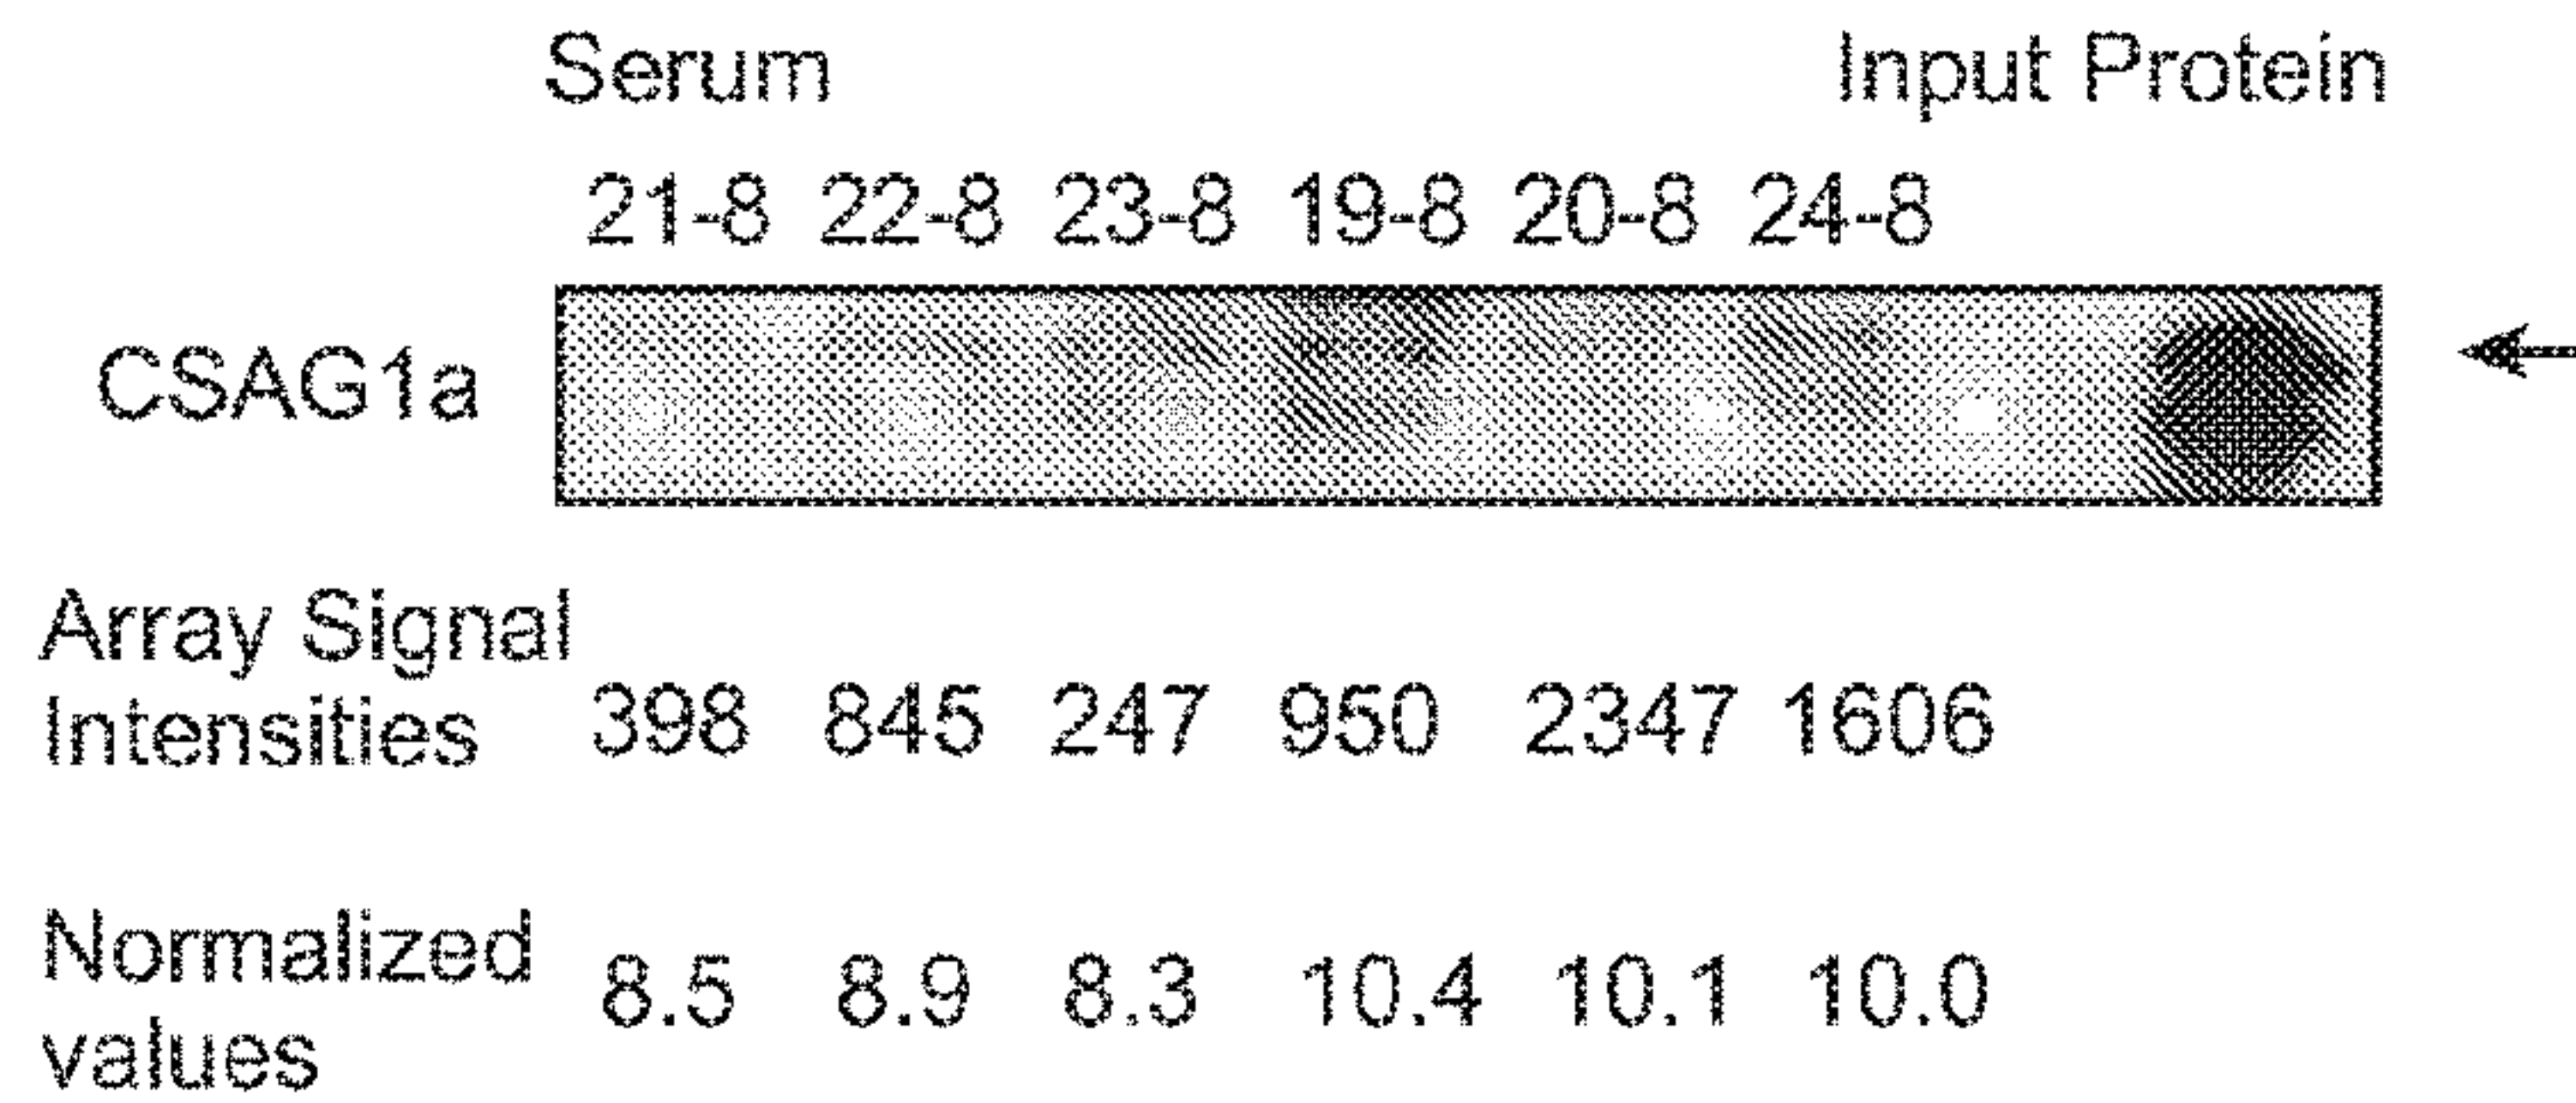 Serum Input Protein
21-8 22-8 23-8 19-8 20-8 24-8
CSAG1a
Array Signal
Intensities 398 845 247 950 2347 1606
Normalized
values 8.5 8.9 8.3 10.4 10.1 10.0